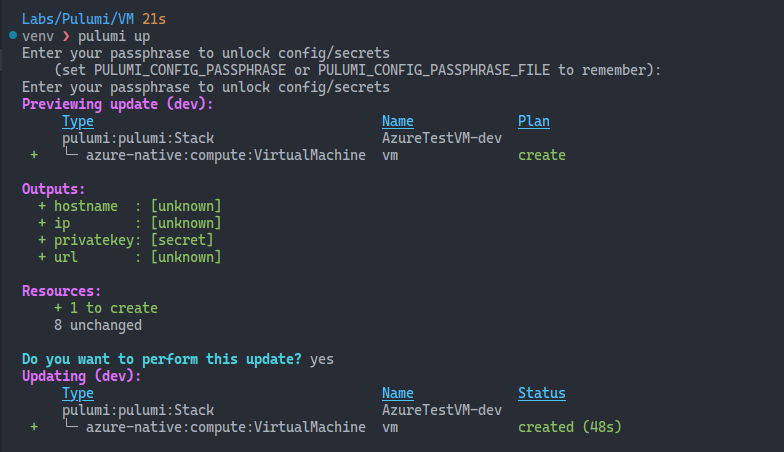 Labs/Pulumi/VM 21s
venv ❯ pulumi up
Enter your passphrase to unlock config/secrets
    (set PULUMI_CONFIG_PASSPHRASE or PULUMI_CONFIG_PASSPHRASE_FILE to remember):
Enter your passphrase to unlock config/secrets
Previewing update (dev):
     Type                                    Name             Plan
     pulumi:pulumi:Stack                     AzureTestVM-dev
 +   └─ azure-native:compute:VirtualMachine  vm               create

Outputs:
  + hostname  : [unknown]
  + ip        : [unknown]
  + privatekey: [secret]
  + url       : [unknown]

Resources:
    + 1 to create
    8 unchanged

Do you want to perform this update? yes
Updating (dev):
     Type                                    Name             Status
     pulumi:pulumi:Stack                     AzureTestVM-dev
 +   └─ azure-native:compute:VirtualMachine  vm               created (48s)